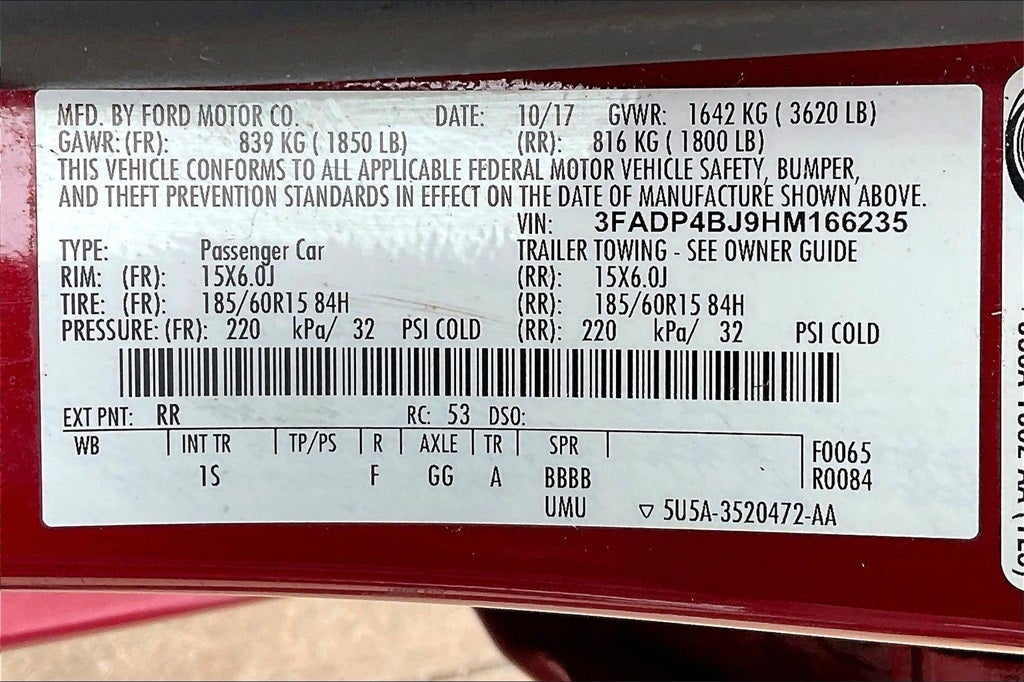 MFD. BY FORD MOTOR CO. DATE: 10/17 GVWR: 1642 KG ( 3620 LB)
GAWR:(FR): 839 KG ( 1850 LB) (RR): 816 KG ( 1800 LB)
THIS VEHICLE CONFORMS TO ALL APPLICABLE FEDERAL MOTOR VEHICLE SAFETY, BUMPER,
AND THEFT PREVENTION STANDARDS IN EFFECT ON THE DATE OF MANUFACTURE SHOWN ABOVE.
VIN: 3FADP4BJ9HM166235
TYPE: Passenger Car TRAILER TOWING - SEE OWNER GUIDE
RIM: (FR): 15X6.0J (RR): 15X6.0J
TIRE: (FR): 185/60R15 84H (RR): 185/60R15 84H
PRESSURE: (FR): 220 kPa/ 32 PSI COLD (RR): 220 kPa/ 32 PSI COLD
EXT PNT: RR RC: 53 DSO:
WB INT TR TP/PS R AXLE TR SPR F0065
1S F GG A BBBB R0084
UMU ▽ 5U5A-3520472-AA